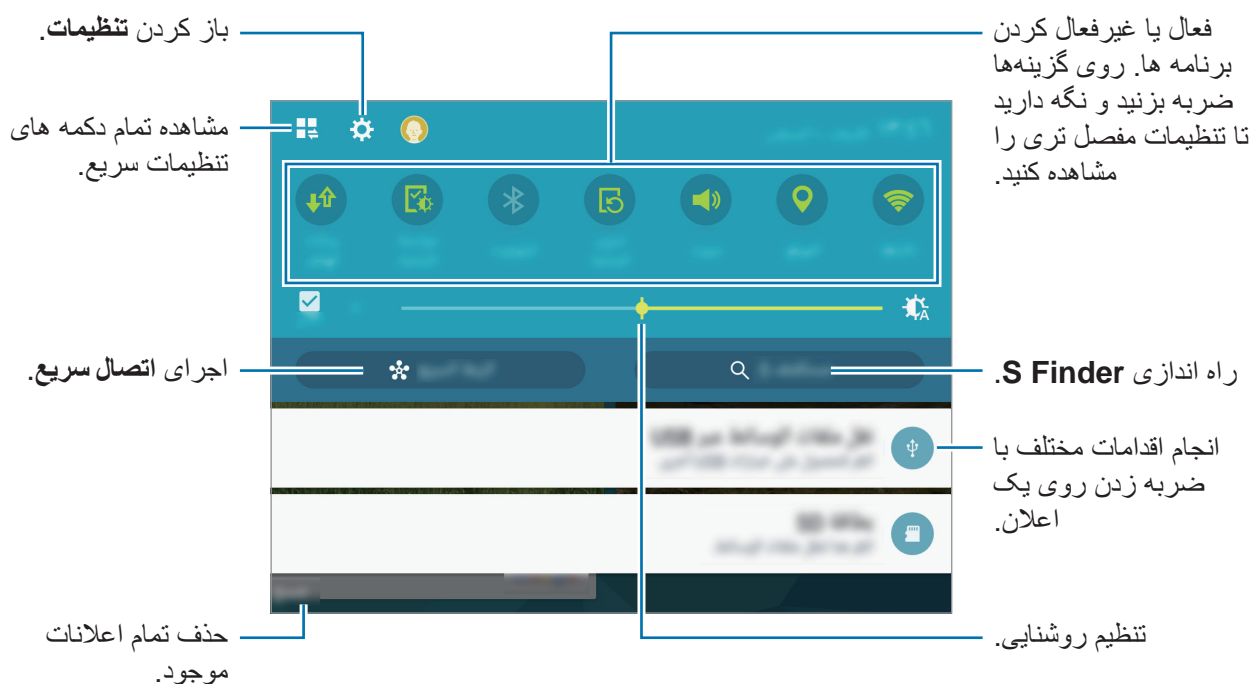 فعال یا غیرفعال کردن
برنامه ها. روی گزینه‌ها
ضربه بزنید و نگه دارید
تا تنظیمات مفصل تری را
مشاهده کنید.
باز کردن تنظیمات.
مشاهده تمام دکمه های
تنظیمات سریع.
راه اندازی S Finder.
اجرای اتصال سریع.
انجام اقدامات مختلف با
ضربه زدن روی یک
اعلان.
تنظیم روشنایی.
حذف تمام اعلانات
موجود.